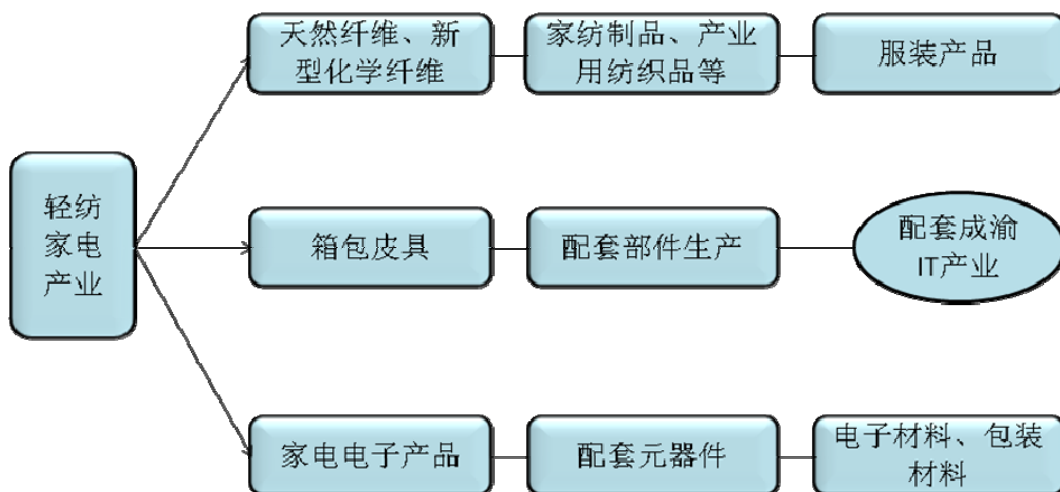 天然纤维、新
型化学纤维
家纺制品、产业
用纺织品等
服装产品
轻纺
家电
产业
箱包皮具
配套部件生产
配套成渝
IT产业
家电电子产品
配套元器件
电子材料、包装
材料